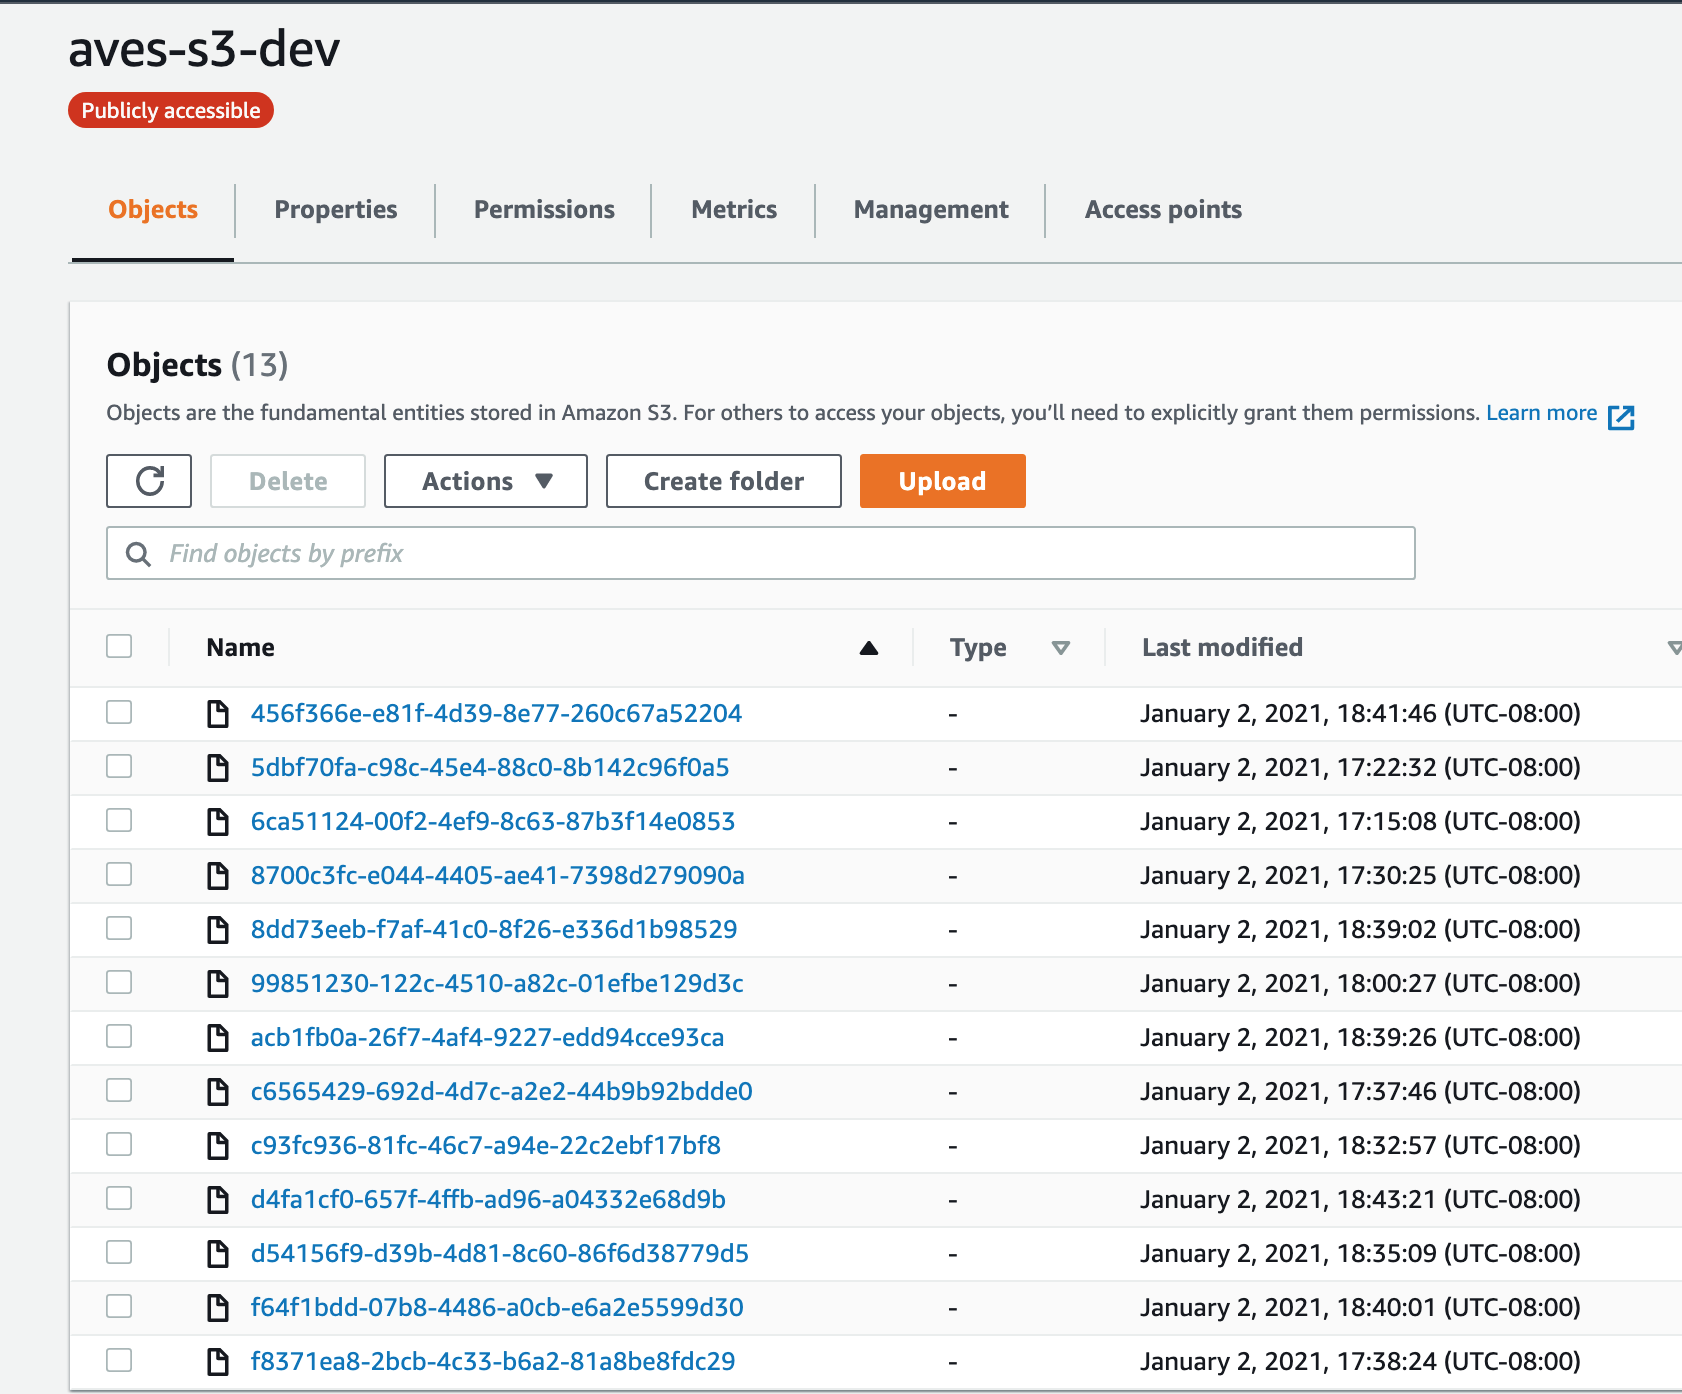 aves-s3-dev
Publicly accessible
Objects Properties Permissions Metrics Management Access points
Objects (13)
Objects are the fundamental entities stored in Amazon S3. For others to access your objects, you’ll need to explicitly grant them permissions. Learn more
Delete Actions Create folder Upload
Find objects by prefix
Name Type Last modified
456f366e-e81f-4d39-8e77-260c67a52204 - January 2, 2021, 18:41:46 (UTC-08:00)
5dbf70fa-c98c-45e4-88c0-8b142c96f0a5 - January 2, 2021, 17:22:32 (UTC-08:00)
6ca51124-00f2-4ef9-8c63-87b3f14e0853 - January 2, 2021, 17:15:08 (UTC-08:00)
8700c3fc-e044-4405-ae41-7398d279090a - January 2, 2021, 17:30:25 (UTC-08:00)
8dd73eeb-f7af-41c0-8f26-e336d1b98529 - January 2, 2021, 18:39:02 (UTC-08:00)
99851230-122c-4510-a82c-01efbe129d3c - January 2, 2021, 18:00:27 (UTC-08:00)
acb1fb0a-26f7-4af4-9227-edd94cce93ca - January 2, 2021, 18:39:26 (UTC-08:00)
c6565429-692d-4d7c-a2e2-44b9b92bdde0 - January 2, 2021, 17:37:46 (UTC-08:00)
c93fc936-81fc-46c7-a94e-22c2ebf17bf8 - January 2, 2021, 18:32:57 (UTC-08:00)
d4fa1cf0-657f-4ffb-ad96-a04332e68d9b - January 2, 2021, 18:43:21 (UTC-08:00)
d54156f9-d39b-4d81-8c60-86f6d38779d5 - January 2, 2021, 18:35:09 (UTC-08:00)
f64f1bdd-07b8-4486-a0cb-e6a2e5599d30 - January 2, 2021, 18:40:01 (UTC-08:00)
f8371ea8-2bcb-4c33-b6a2-81a8be8fdc29 - January 2, 2021, 17:38:24 (UTC-08:00)